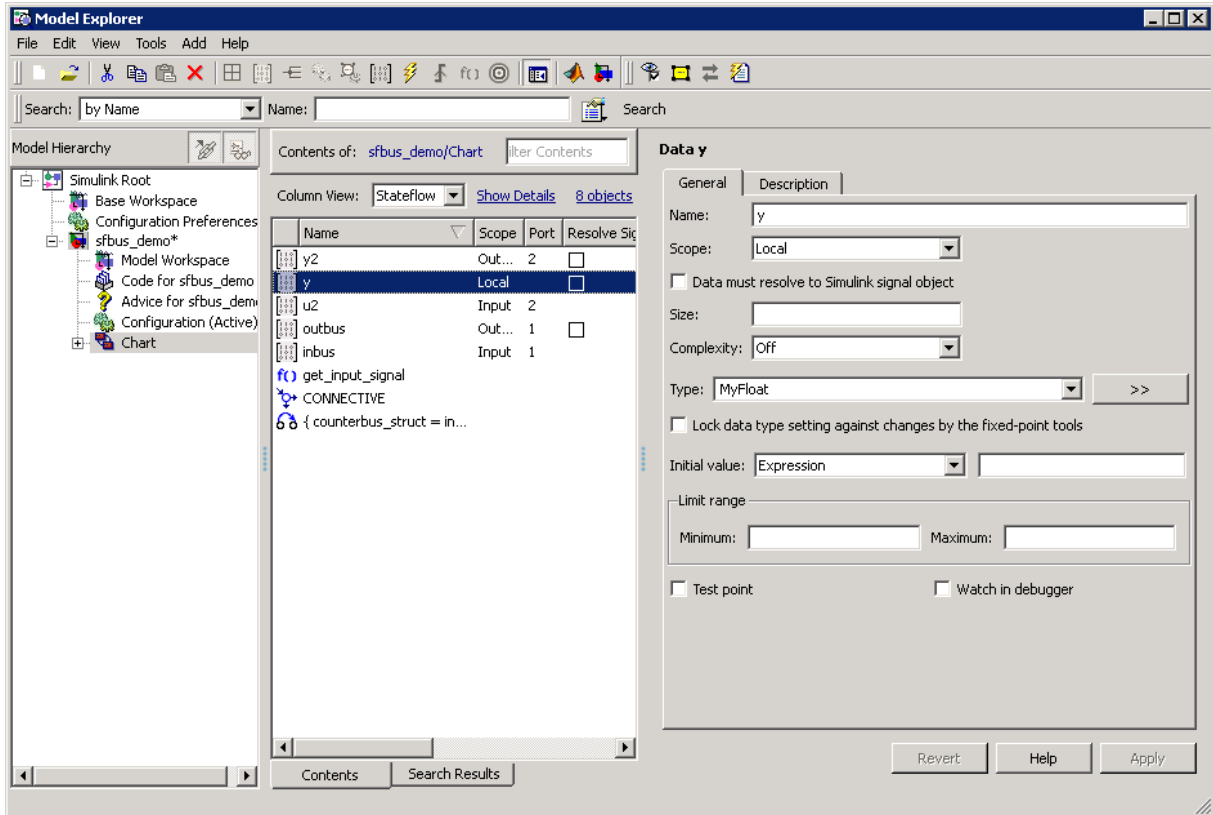 Model Explorer
File Edit View Tools Add Help
Search: by Name Name: Search
Model Hierarchy
Simulink Root
Base Workspace
Configuration Preferences
sfbus_demo*
Model Workspace
Code for sfbus_demo
Advice for sfbus_dem
Configuration (Active)
Chart
Contents of: sfbus_demo/Chart ilter Contents
Column View: Stateflow Show Details 8 objects
Name Scope Port Resolve Sig
y2 Out... 2
y Local
u2 Input 2
outbus Out... 1
inbus Input 1
f() get_input_signal
CONNECTIVE
{ counterbus_struct = in...
Contents Search Results
Data y
General Description
Name: y
Scope: Local
Data must resolve to Simulink signal object
Size:
Complexity: Off
Type: MyFloat >>
Lock data type setting against changes by the fixed-point tools
Initial value: Expression
Limit range
Minimum: Maximum:
Test point Watch in debugger
Revert Help Apply